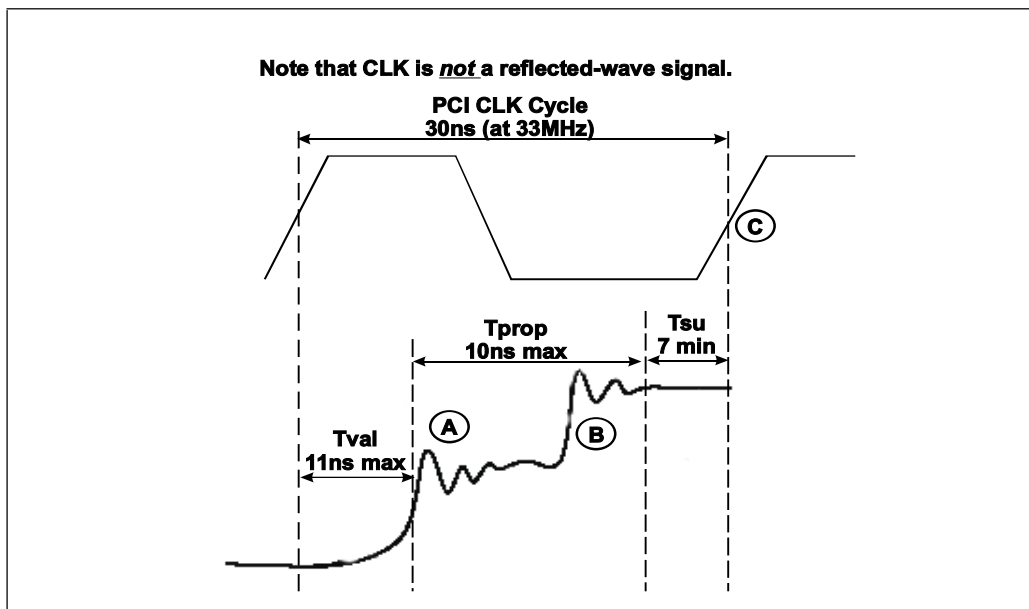 Note that CLK is not a reflected-wave signal.
PCI CLK Cycle
30ns (at 33MHz)
C
Tprop
10ns max
Tsu
7 min
A
B
Tval
11ns max